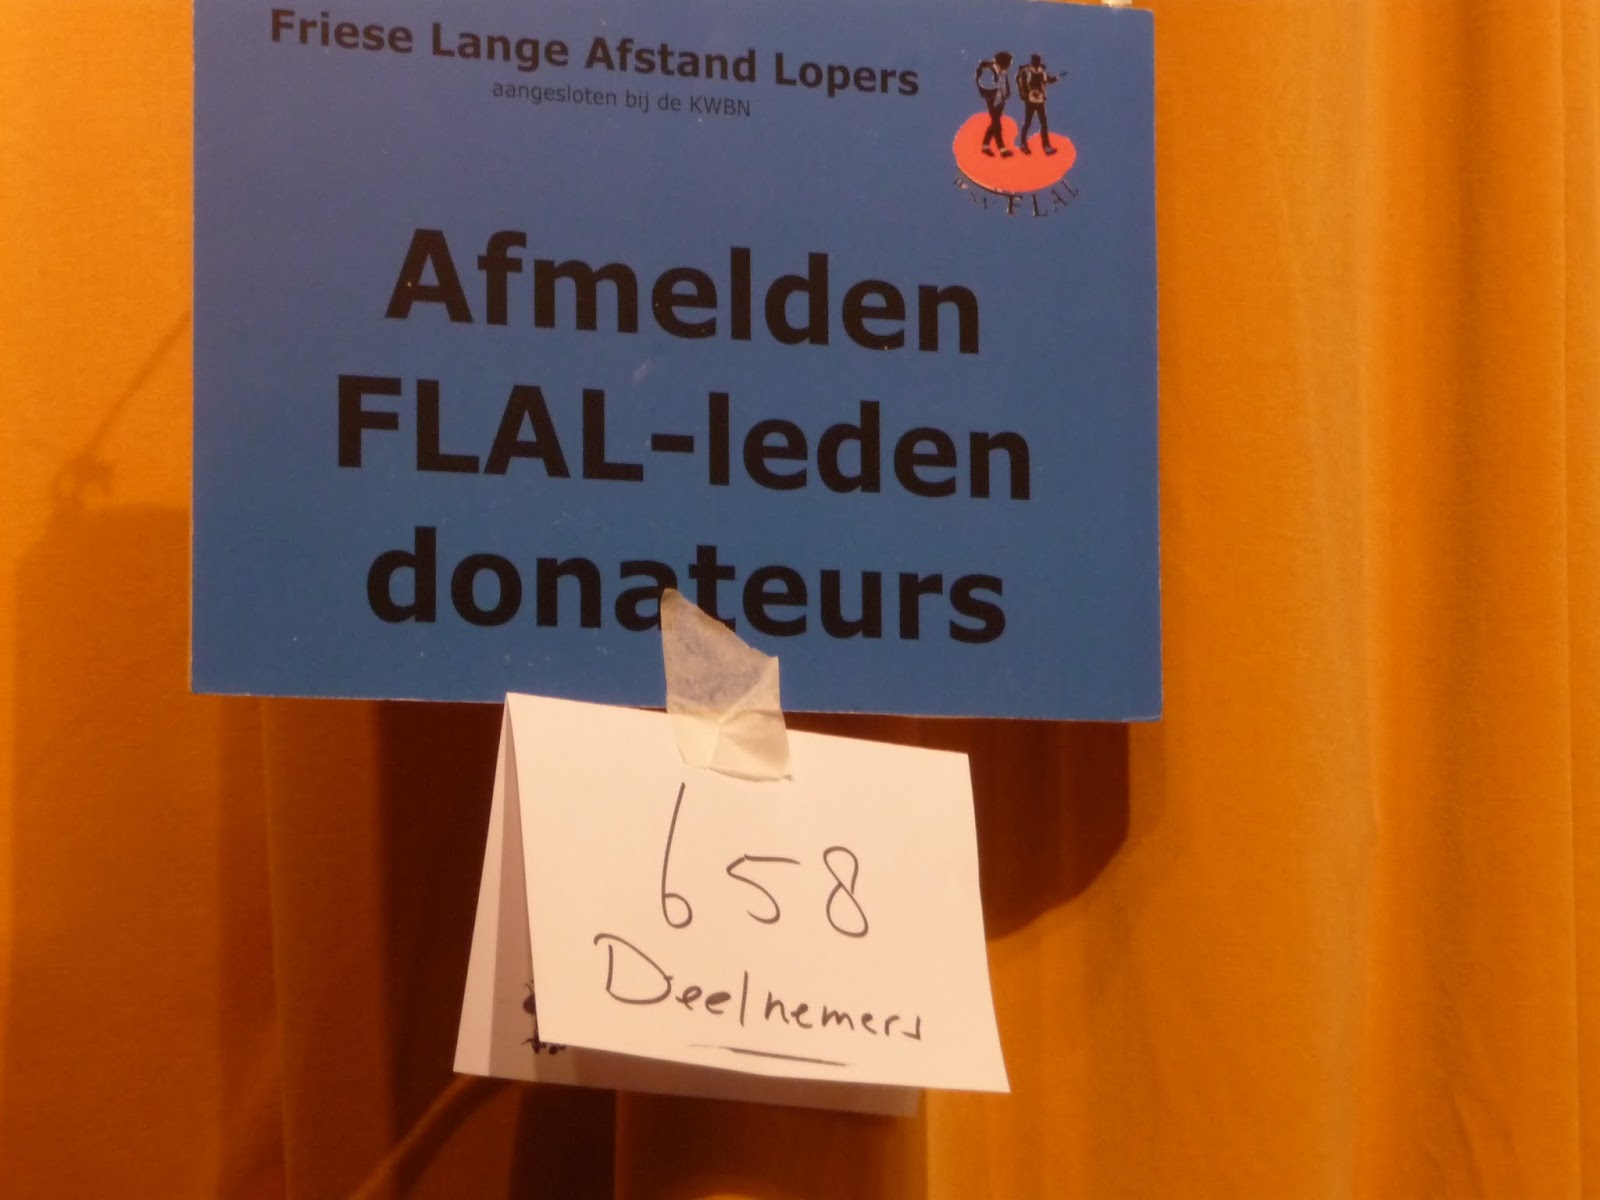 Friese Lange Afstand Lopers
aangesloten bij de KWBN
FLAL
Afmelden
FLAL-leden
donateurs
658
Deelnemers